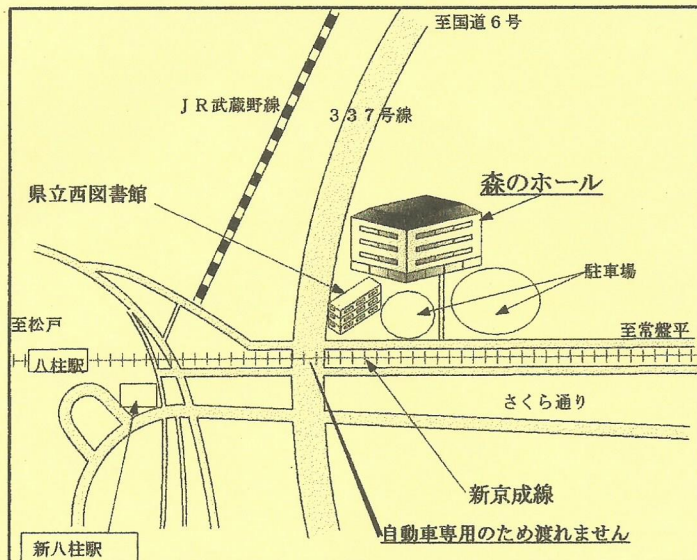 至国道6号
JR武蔵野線
337号線
森のホール
県立西図書館
駐車場
至松戸
至常盤平
八柱駅
さくら通り
新京成線
自動車専用のため渡れません
新八柱駅